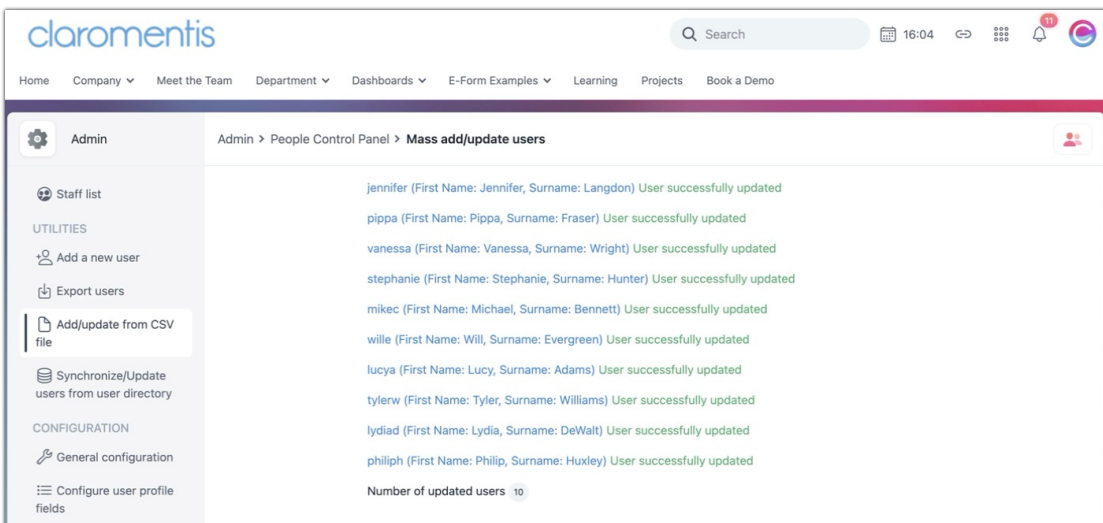 claromentis
Search
16:04
11
Home Company Meet the Team Department Dashboards E-Form Examples Learning Projects Book a Demo
Admin
Admin > People Control Panel > Mass add/update users
Staff list
UTILITIES
Add a new user
Export users
Add/update from CSV
file
Synchronize/Update
users from user directory
CONFIGURATION
General configuration
Configure user profile
fields
jennifer (First Name: Jennifer, Surname: Langdon) User successfully updated
pippa (First Name: Pippa, Surname: Fraser) User successfully updated
vanessa (First Name: Vanessa, Surname: Wright) User successfully updated
stephanie (First Name: Stephanie, Surname: Hunter) User successfully updated
mikec (First Name: Michael, Surname: Bennett) User successfully updated
wille (First Name: Will, Surname: Evergreen) User successfully updated
lucya (First Name: Lucy, Surname: Adams) User successfully updated
tylerw (First Name: Tyler, Surname: Williams) User successfully updated
lydiad (First Name: Lydia, Surname: DeWalt) User successfully updated
philiph (First Name: Philip, Surname: Huxley) User successfully updated
Number of updated users 10